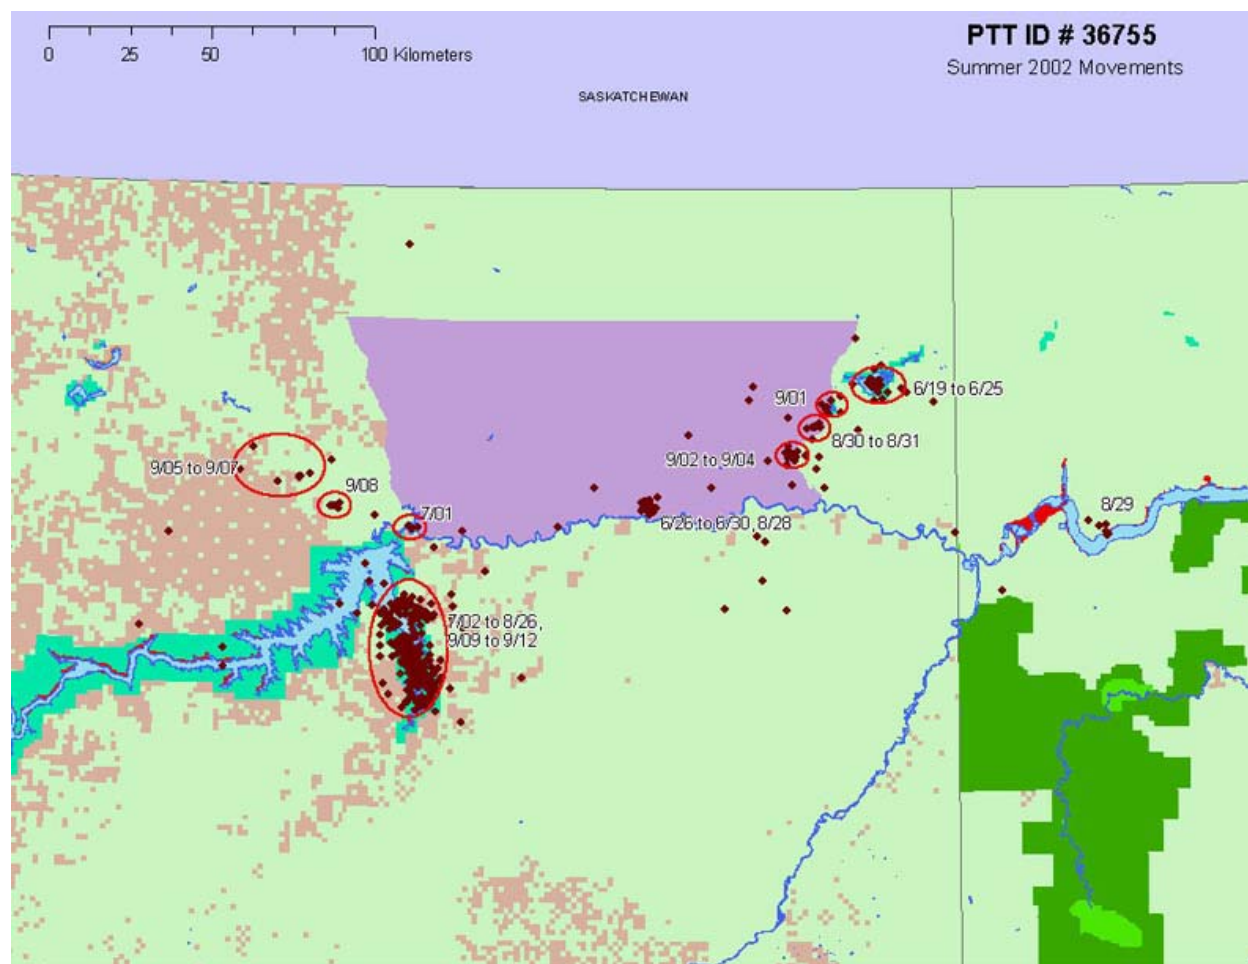 PTT ID # 36755
Summer 2002 Movements
0 25 50 100 Kilometers
SASKATCHEWAN
6/19 to 6/25
9/01
8/30 to 8/31
9/02 to 9/04
9/05 to 9/07
9/08
7/01
6/26 to 6/30, 8/28
8/29
7/02 to 8/26,
9/09 to 9/12